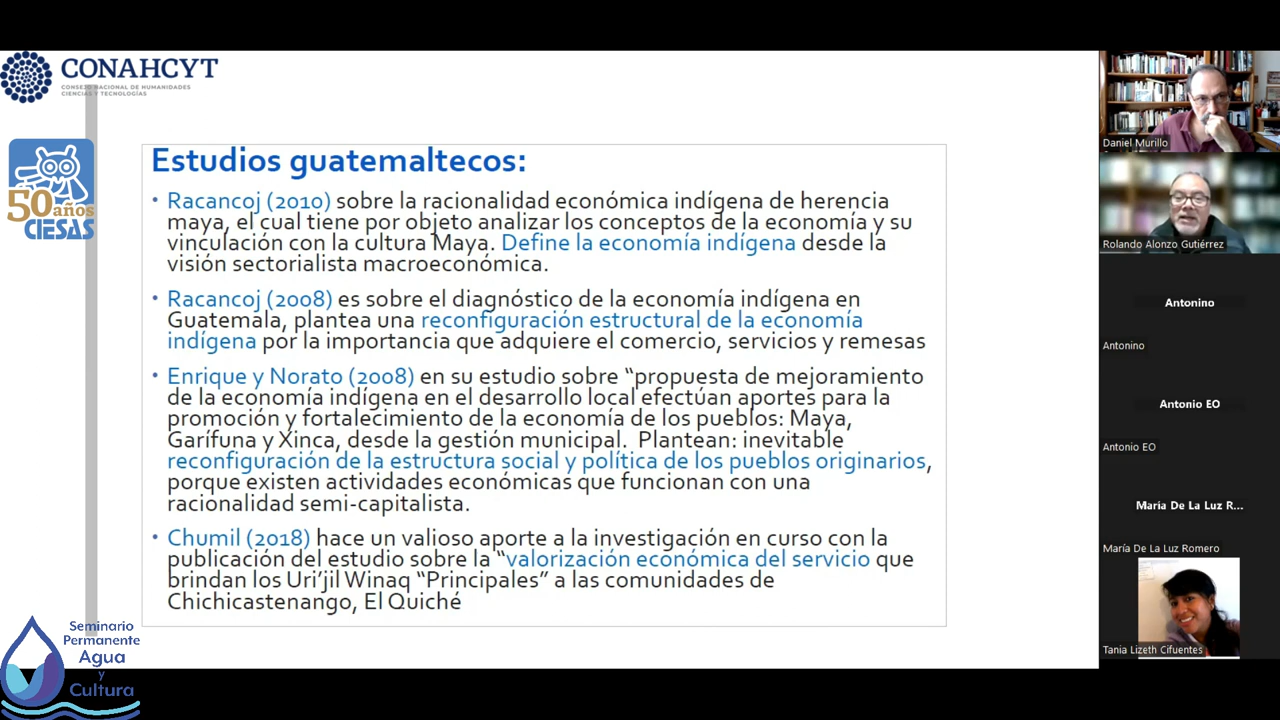 CONAHCYT
CONSEJO NACIONAL DE HUMANIDADES
CIENCIAS Y TECNOLOGÍAS
50 años
CIESAS
Estudios guatemaltecos:
• Racancoj (2010) sobre la racionalidad económica indígena de herencia
maya, el cual tiene por objeto analizar los conceptos de la economía y su
vinculación con la cultura Maya. Define la economía indígena desde la
visión sectorialista macroeconómica.
• Racancoj (2008) es sobre el diagnóstico de la economía indígena en
Guatemala, plantea una reconfiguración estructural de la economía
indígena por la importancia que adquiere el comercio, servicios y remesas
• Enrique y Norato (2008) en su estudio sobre “propuesta de mejoramiento
de la economía indígena en el desarrollo local efectúan aportes para la
promoción y fortalecimiento de la economía de los pueblos: Maya,
Garífuna y Xinca, desde la gestión municipal. Plantean: inevitable
reconfiguración de la estructura social y política de los pueblos originarios,
porque existen actividades económicas que funcionan con una
racionalidad semi-capitalista.
• Chumil (2018) hace un valioso aporte a la investigación en curso con la
publicación del estudio sobre la “valorización económica del servicio que
brindan los Uri’jil Winaq “Principales” a las comunidades de
Chichicastenango, El Quiché
Seminario
Permanente
Agua
y
Cultura
Daniel Murillo
Rolando Alonzo Gutiérrez
Antonino
Antonino
Antonio EO
Antonio EO
María De La Luz R...
María De La Luz Romero
Tania Lizeth Cifuentes